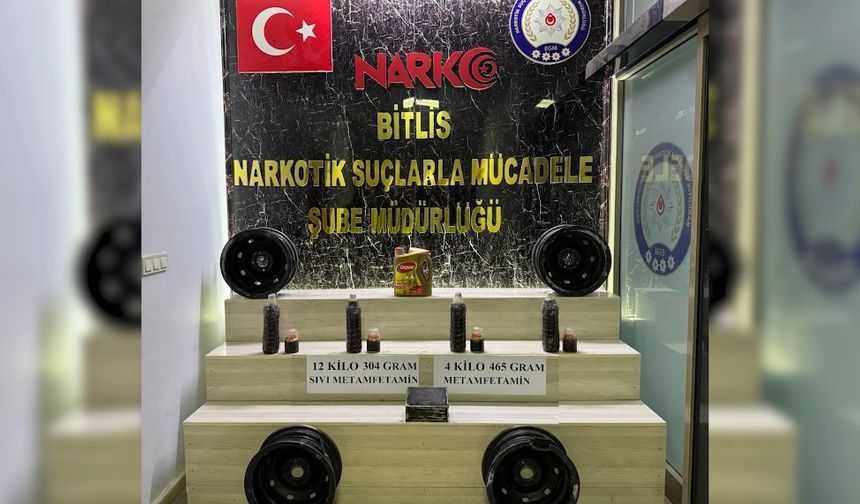 NARKO
BİTLİS
NARKOTİK SUÇLARLA MÜCADELE
ŞUBE MÜDÜRLÜĞÜ
EGM
12 KİLO 304 GRAM
SIVI METAMFETAMİN
4 KİLO 465 GRAM
METAMFETAMİN